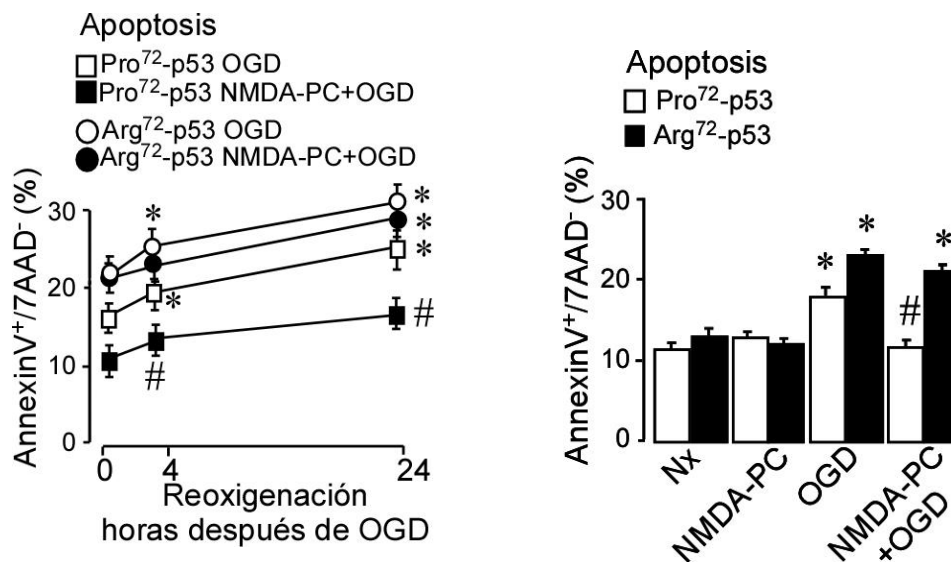 Apoptosis
Pro⁷²-p53 OGD
Pro⁷²-p53 NMDA-PC+OGD
Arg⁷²-p53 OGD
Arg⁷²-p53 NMDA-PC+OGD
AnnexinV⁺/7AAD⁻ (%)
30
20
10
0
*
*
*
*
*
#
#
0 4 24
Reoxigenación
horas después de OGD
Apoptosis
Pro⁷²-p53
Arg⁷²-p53
AnnexinV⁺/7AAD⁻ (%)
30
20
10
0
*
*
*
#
Nx
NMDA-PC
OGD
NMDA-PC
+OGD